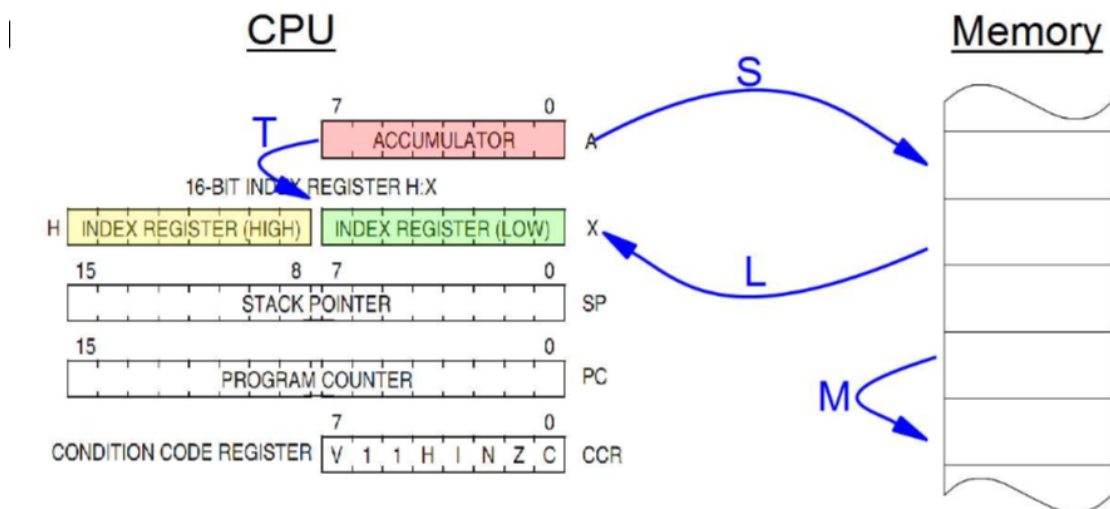 CPU
Memory
S
7 0
T
ACCUMULATOR A
16-BIT INDEX REGISTER H:X
H INDEX REGISTER (HIGH) INDEX REGISTER (LOW) X
L
15 8 7 0
STACK POINTER SP
15 0
PROGRAM COUNTER PC
M
7 0
CONDITION CODE REGISTER V 1 1 H I N Z C CCR